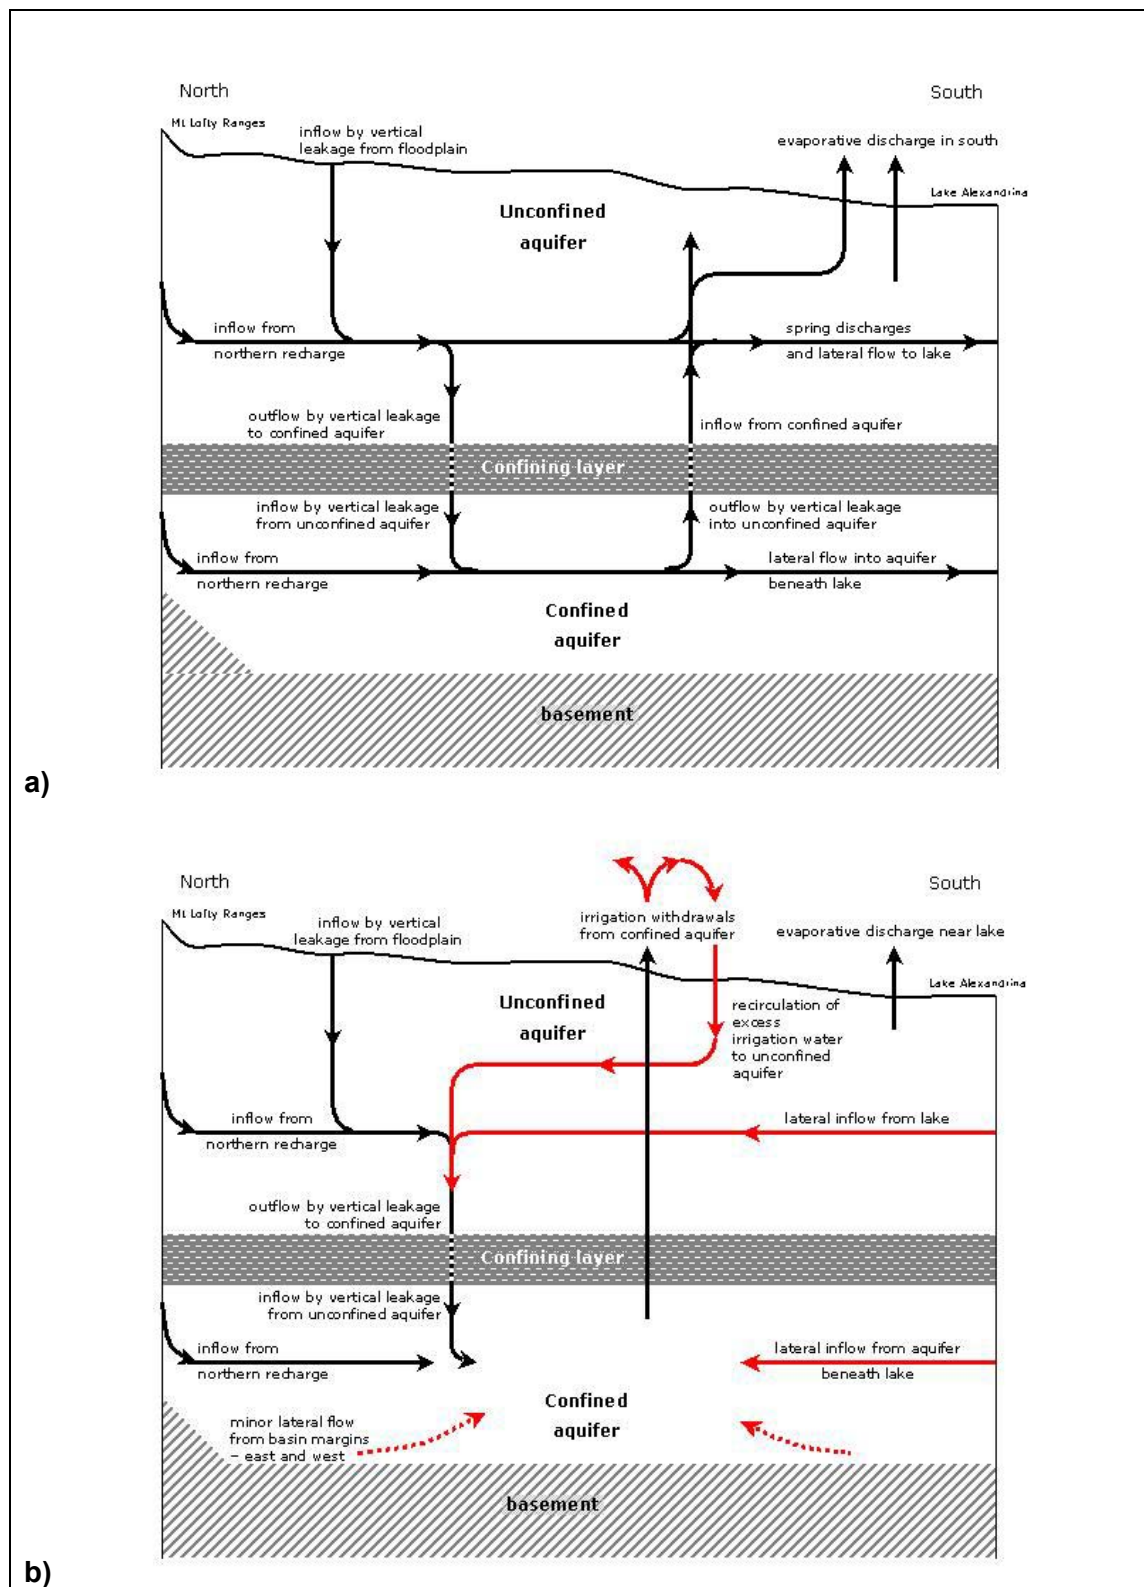 North
South
Mt Lofty Ranges
inflow by vertical
leakage from floodplain
evaporative discharge in south
Lake Alexandrina
Unconfined
aquifer
inflow from
northern recharge
spring discharges
and lateral flow to lake
outflow by vertical leakage
to confined aquifer
inflow from confined aquifer
Confining layer
inflow by vertical leakage
from unconfined aquifer
outflow by vertical leakage
into unconfined aquifer
inflow from
northern recharge
lateral flow into aquifer
beneath lake
Confined
aquifer
basement
a)
North
South
Mt Lofty Ranges
inflow by vertical
leakage from floodplain
irrigation withdrawals
from confined aquifer
evaporative discharge near lake
Lake Alexandrina
Unconfined
aquifer
recirculation of
excess
irrigation water
to unconfined
aquifer
inflow from
northern recharge
lateral inflow from lake
outflow by vertical leakage
to confined aquifer
Confining layer
inflow by vertical leakage
from unconfined aquifer
inflow from
northern recharge
lateral inflow from aquifer
beneath lake
Confined
aquifer
minor lateral flow
from basin margins
– east and west
basement
b)